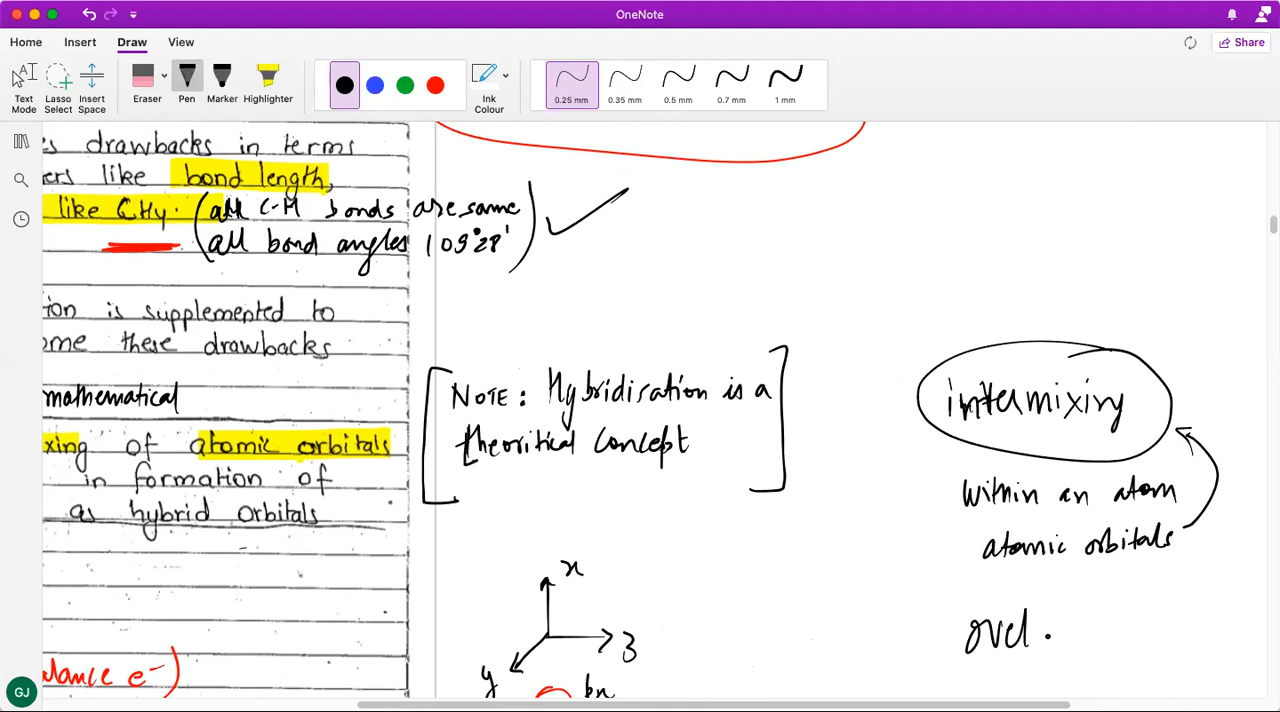 OneNote
Home Insert Draw View
Share
Text Mode
Lasso Select
Insert Space
Eraser
Pen
Marker
Highlighter
Ink Colour
0.25 mm
0.35 mm
0.5 mm
0.7 mm
1 mm
drawbacks in terms
like bond length,
like CH4. (all C-H bonds are same
all bond angles 109°28')
is supplemented to
these drawbacks
mathematical
xing of atomic orbitals
in formation of
as hybrid orbitals
[NOTE: Hybridisation is a
theoritical concept]
intermixing
within an atom
atomic orbitals
x
z
y
e-)
GJ